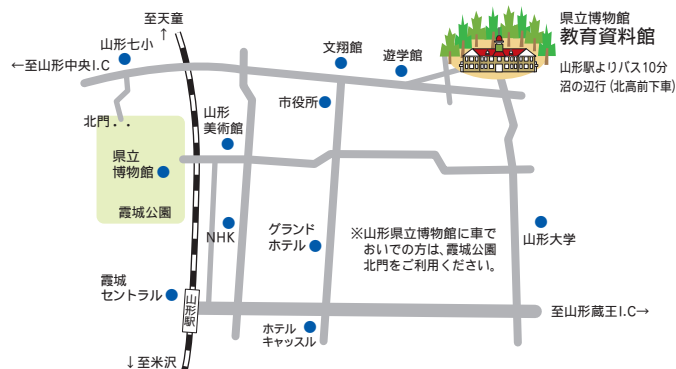 至天童
↑
山形七小
←至山形中央I.C
文翔館
遊学館
県立博物館
教育資料館
山形駅よりバス10分
沼の辺行(北高前下車)
市役所
北門
山形
美術館
県立
博物館
霞城公園
NHK
グランド
ホテル
※山形県立博物館に車で
おいでの方は、霞城公園
北門をご利用ください。
山形大学
霞城
セントラル
山形駅
至山形蔵王I.C→
ホテル
キャッスル
↓至米沢